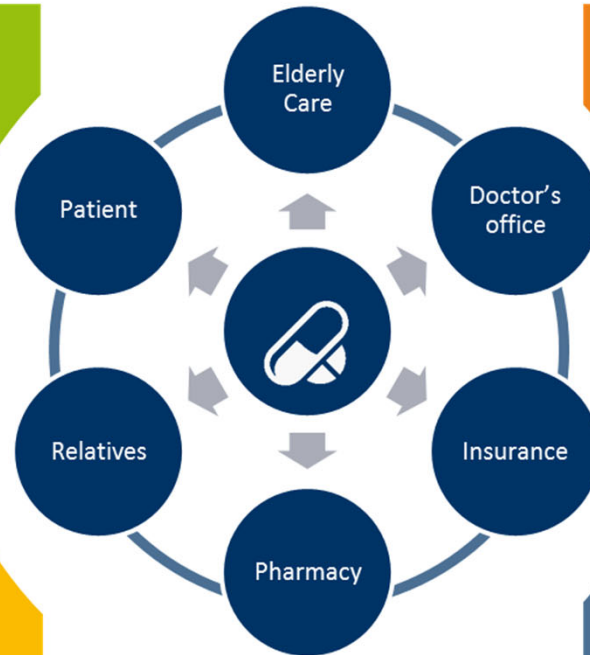 Elderly
Care
Patient
Doctor's
office
Relatives
Insurance
Pharmacy